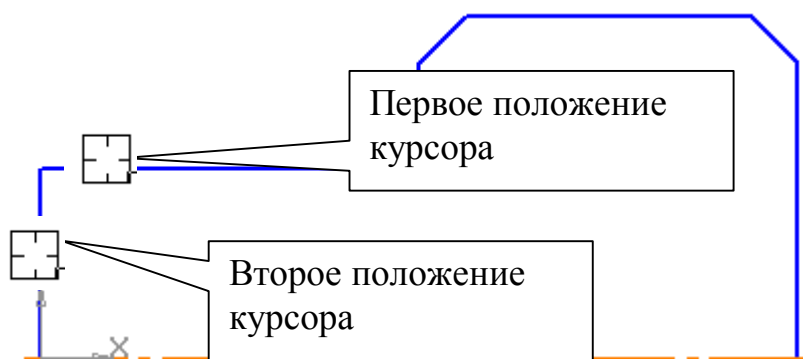 Первое положение
курсора
Второе положение
курсора
X